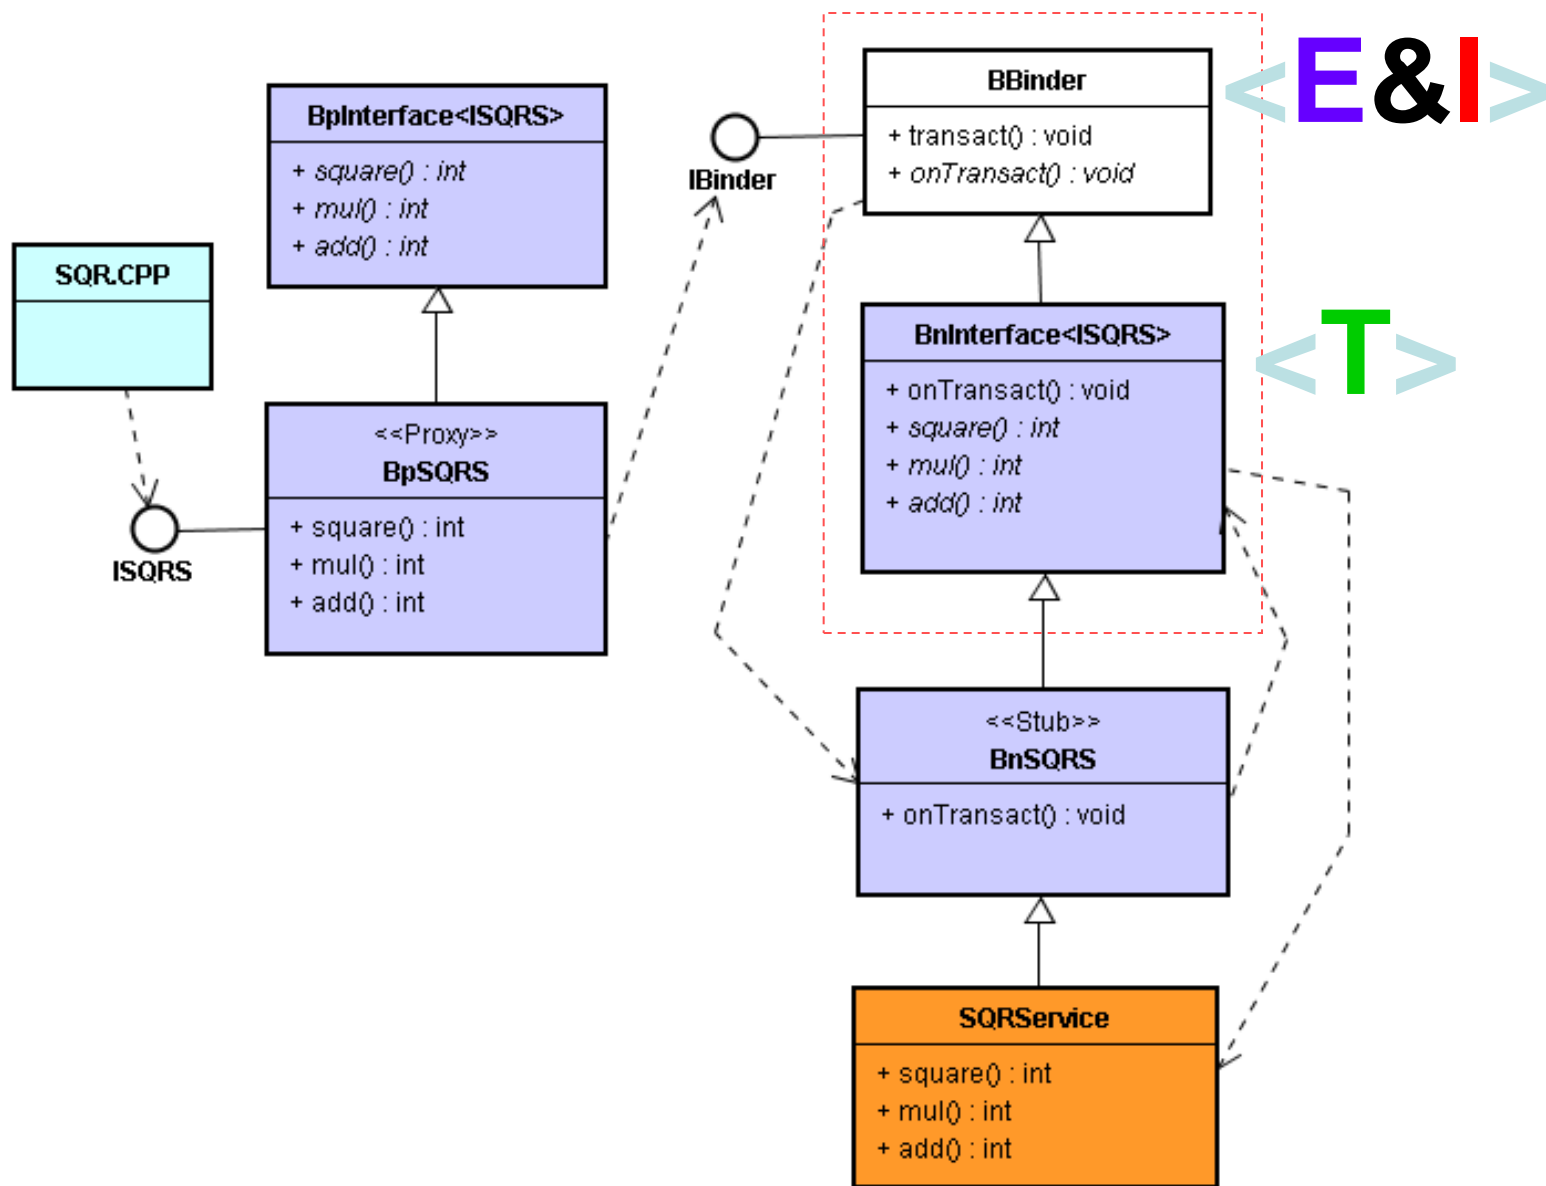 BBinder
+ transact() : void
+ onTransact() : void
<E&I>
BpInterface<ISQRS>
+ square() : int
+ mul() : int
+ add() : int
IBinder
SQR.CPP
BnInterface<ISQRS>
+ onTransact() : void
+ square() : int
+ mul() : int
+ add() : int
<T>
<<Proxy>>
BpSQRS
+ square() : int
+ mul() : int
+ add() : int
ISQRS
<<Stub>>
BnSQRS
+ onTransact() : void
SQRService
+ square() : int
+ mul() : int
+ add() : int